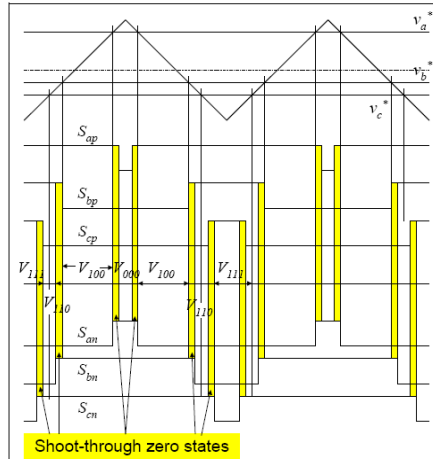 v_a^*
v_b^*
v_c^*
S_ap
S_bp
S_cp
V_111 V_100 V_000 V_100 V_111
V_110 V_110
S_an
S_bn
S_cn
Shoot-through zero states